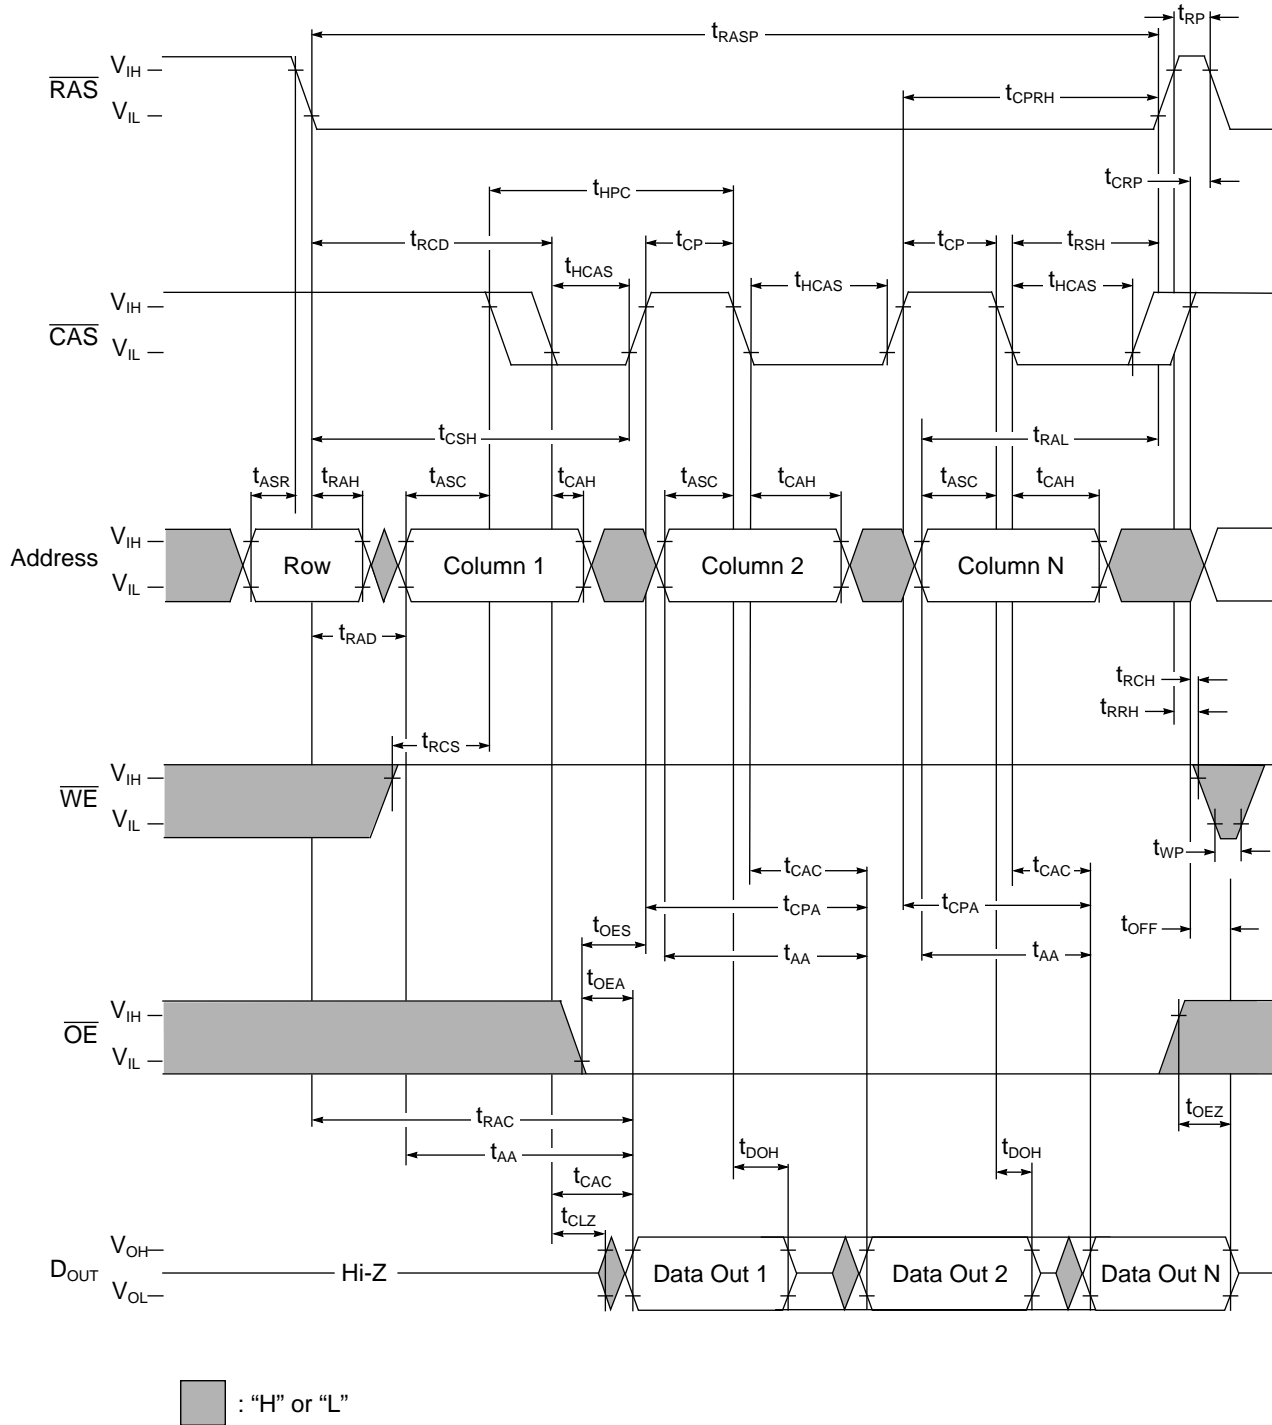 tRP
tRASP
RAS
VIH
VIL
tCPRH
tCRP
tHPC
tRCD
tCP
tCP
tRSH
tHCAS
tHCAS
tHCAS
CAS
VIH
VIL
tCSH
tRAL
tASR
tRAH
tASC
tCAH
tASC
tCAH
tASC
tCAH
Address
VIH
VIL
Row
Column 1
Column 2
Column N
tRAD
tRCH
tRRH
tRCS
WE
VIH
VIL
tWP
tCAC
tCAC
tCPA
tCPA
tOES
tOFF
tAA
tAA
tOEA
OE
VIH
VIL
tRAC
tOEZ
tAA
tDOH
tDOH
tCAC
tCLZ
DOUT
VOH
VOL
Hi-Z
Data Out 1
Data Out 2
Data Out N
: “H” or “L”